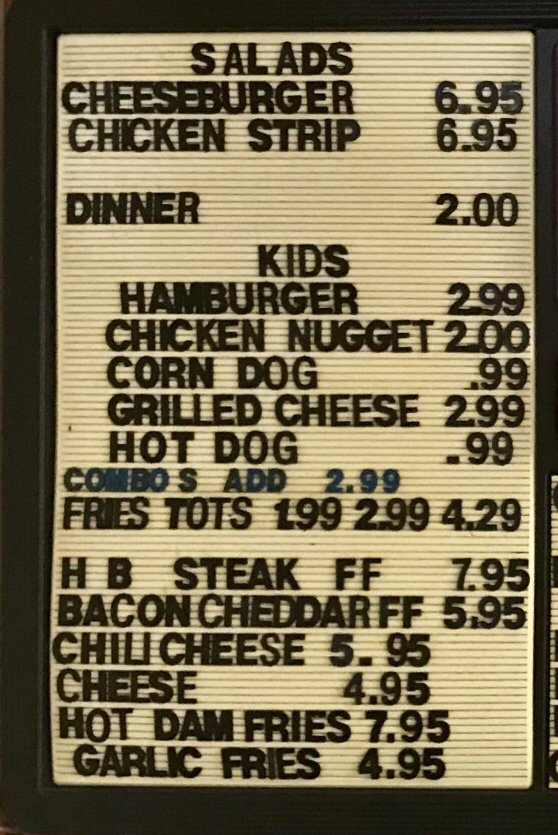 SALADS
CHEESEBURGER 6.95
CHICKEN STRIP 6.95
DINNER 2.00
KIDS
HAMBURGER 2.99
CHICKEN NUGGET 2.00
CORN DOG .99
GRILLED CHEESE 2.99
HOT DOG .99
COMBO S ADD 2.99
FRIES TOTS 1.99 2.99 4.29
H B STEAK FF 7.95
BACON CHEDDAR FF 5.95
CHILI CHEESE 5.95
CHEESE 4.95
HOT DAM FRIES 7.95
GARLIC FRIES 4.95